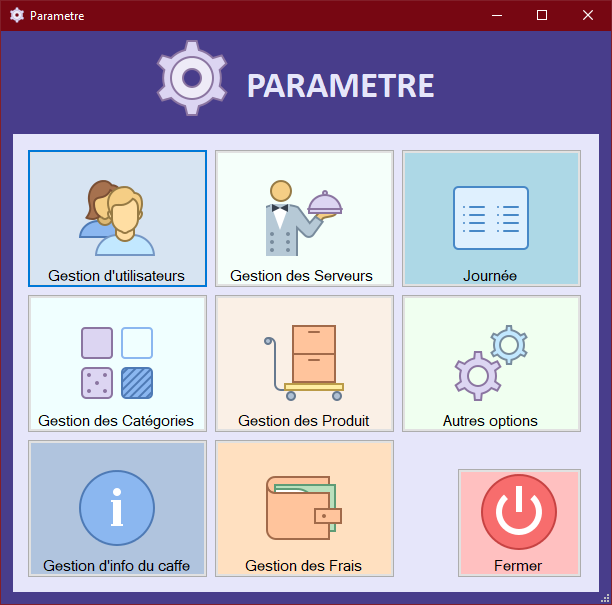 Parametre
PARAMETRE
Gestion d'utilisateurs
Gestion des Serveurs
Journée
Gestion des Catégories
Gestion des Produit
Autres options
Gestion d'info du caffe
Gestion des Frais
Fermer